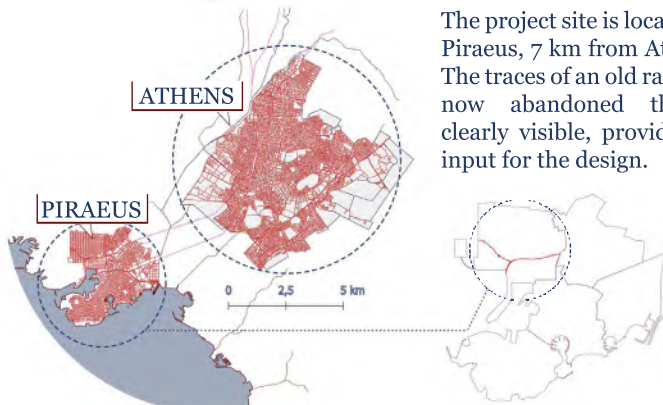 The project site is loca
Piraeus, 7 km from At
The traces of an old ra
now abandoned th
clearly visible, provid
input for the design.
ATHENS
PIRAEUS
0 2,5 5 km